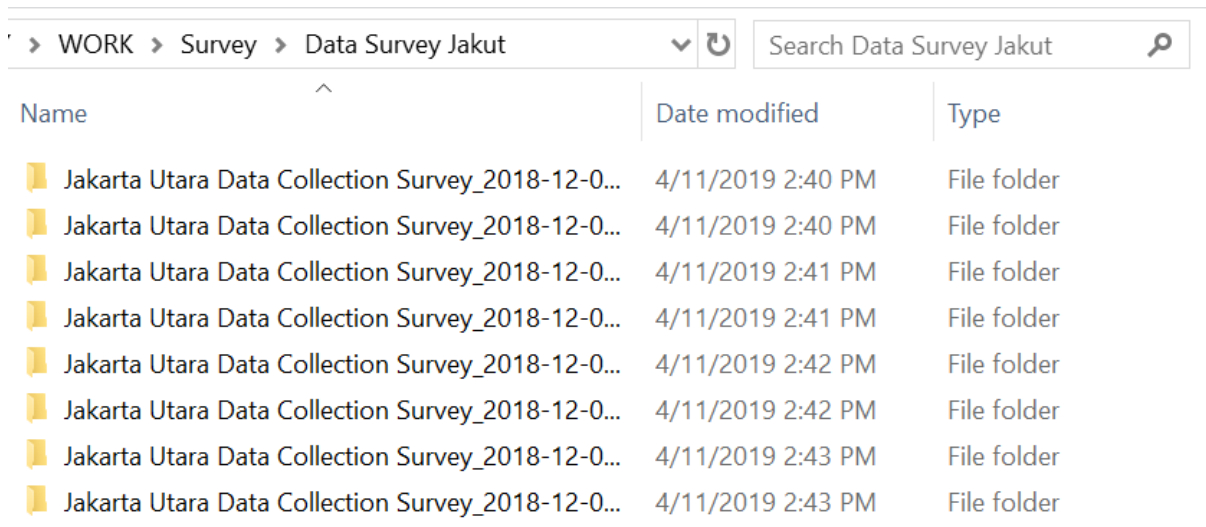 > WORK > Survey > Data Survey Jakut Search Data Survey Jakut
Name Date modified Type
Jakarta Utara Data Collection Survey_2018-12-0... 4/11/2019 2:40 PM File folder
Jakarta Utara Data Collection Survey_2018-12-0... 4/11/2019 2:40 PM File folder
Jakarta Utara Data Collection Survey_2018-12-0... 4/11/2019 2:41 PM File folder
Jakarta Utara Data Collection Survey_2018-12-0... 4/11/2019 2:41 PM File folder
Jakarta Utara Data Collection Survey_2018-12-0... 4/11/2019 2:42 PM File folder
Jakarta Utara Data Collection Survey_2018-12-0... 4/11/2019 2:42 PM File folder
Jakarta Utara Data Collection Survey_2018-12-0... 4/11/2019 2:43 PM File folder
Jakarta Utara Data Collection Survey_2018-12-0... 4/11/2019 2:43 PM File folder